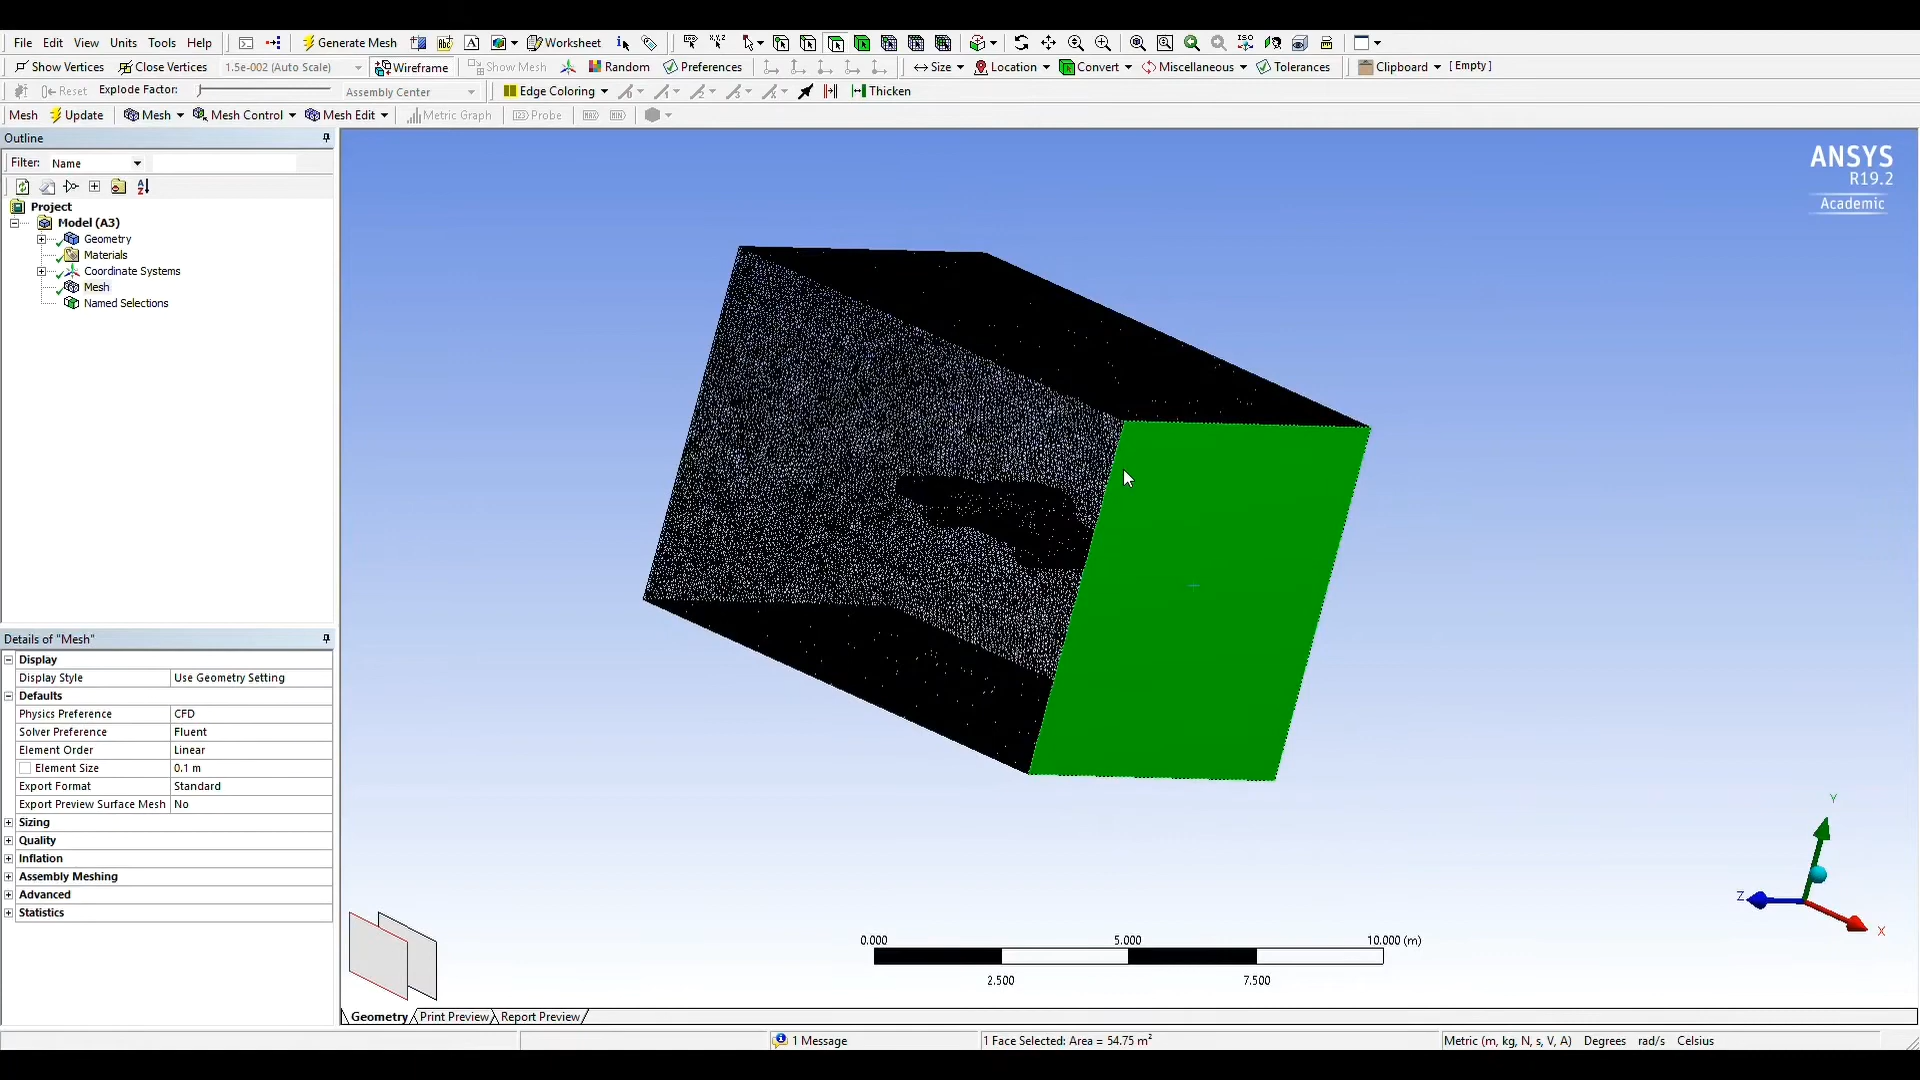 File Edit View Units Tools Help Generate Mesh Worksheet
Show Vertices Close Vertices 1.5e-002 (Auto Scale) Wireframe Show Mesh Random Preferences Size Location Convert Miscellaneous Tolerances Clipboard [ Empty ]
Reset Explode Factor: Assembly Center Edge Coloring Thicken
Mesh Update Mesh Mesh Control Mesh Edit Metric Graph Probe
Outline
Filter: Name
Project
Model (A3)
Geometry
Materials
Coordinate Systems
Mesh
Named Selections
Details of "Mesh"
Display
Display Style Use Geometry Setting
Defaults
Physics Preference CFD
Solver Preference Fluent
Element Order Linear
Element Size 0.1 m
Export Format Standard
Export Preview Surface Mesh No
Sizing
Quality
Inflation
Assembly Meshing
Advanced
Statistics
ANSYS
R19.2
Academic
Y
Z
X
0.000 5.000 10.000 (m)
2.500 7.500
Geometry Print Preview Report Preview
1 Message 1 Face Selected: Area = 54.75 m² Metric (m, kg, N, s, V, A) Degrees rad/s Celsius